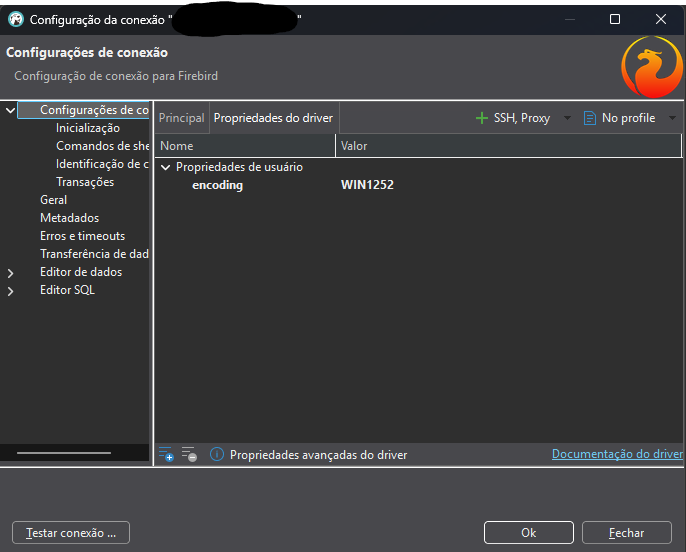 Configuração da conexão " "
Configurações de conexão
Configuração de conexão para Firebird
Configurações de co
Inicialização
Comandos de she
Identificação de c
Transações
Geral
Metadados
Erros e timeouts
Transferência de dad
Editor de dados
Editor SQL
Principal Propriedades do driver SSH, Proxy No profile
Nome Valor
Propriedades de usuário
encoding WIN1252
Propriedades avançadas do driver Documentação do driver
Testar conexão ... Ok Fechar